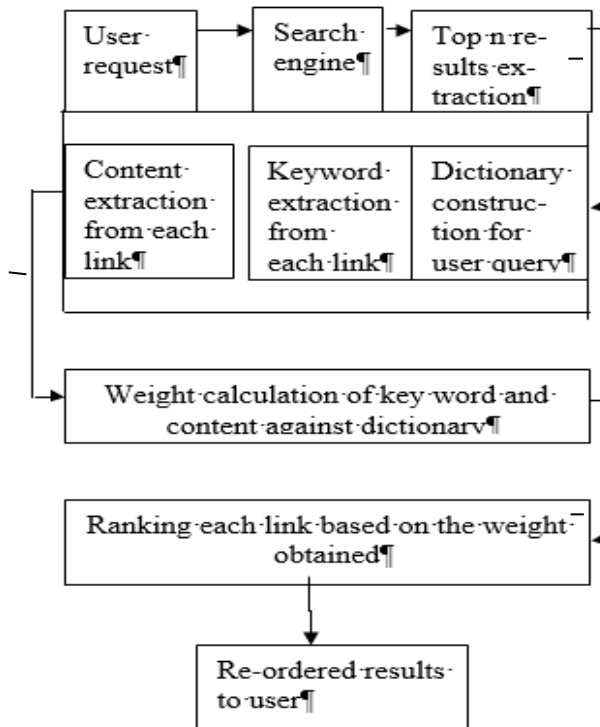 User
request¶
Search
engine¶
Top n re-
sults ex-
traction¶
Content
extraction
from each
link¶
Keyword
extraction
from
each link¶
Dictionary
construc-
tion for
user query¶
Weight calculation of key word and
content against dictionary¶
Ranking each link based on the weight
obtained¶
Re-ordered results
to user¶